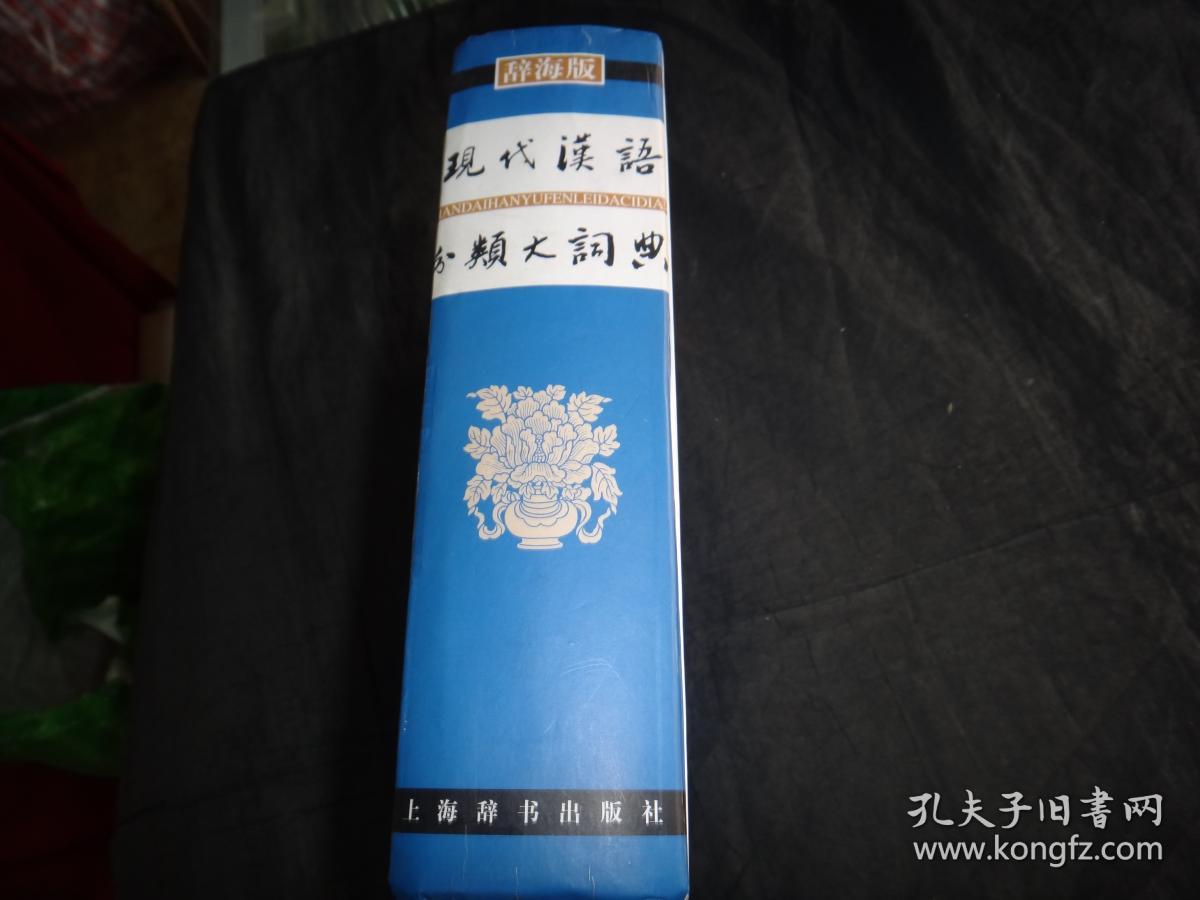 辞海版
現代漢語
ANDAIHANYUFENLEIDACIDIA
分類大詞典
上海辞书出版社
孔夫子旧書网
www.kongfz.com